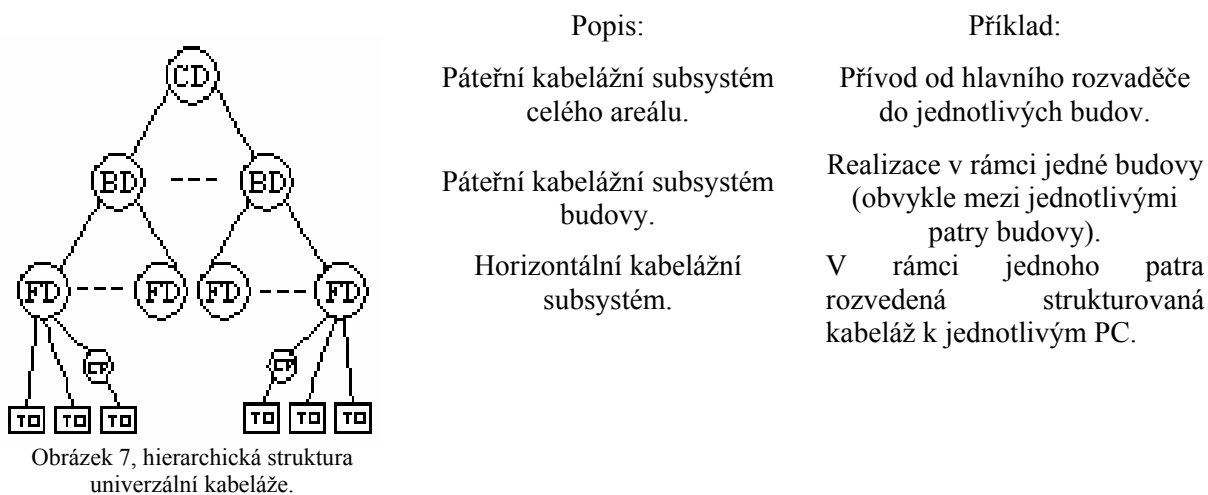 Popis:
Příklad:
CD
Páteřní kabelážní subsystém
celého areálu.
Přívod od hlavního rozvaděče
do jednotlivých budov.
BD --- BD
Páteřní kabelážní subsystém
budovy.
Realizace v rámci jedné budovy
(obvykle mezi jednotlivými
patry budovy).
FD --- FD FD --- FD
Horizontální kabelážní
subsystém.
V rámci jednoho patra
rozvedená strukturovaná
kabeláž k jednotlivým PC.
CP CP
TO TO TO TO TO TO
Obrázek 7, hierarchická struktura
univerzální kabeláže.